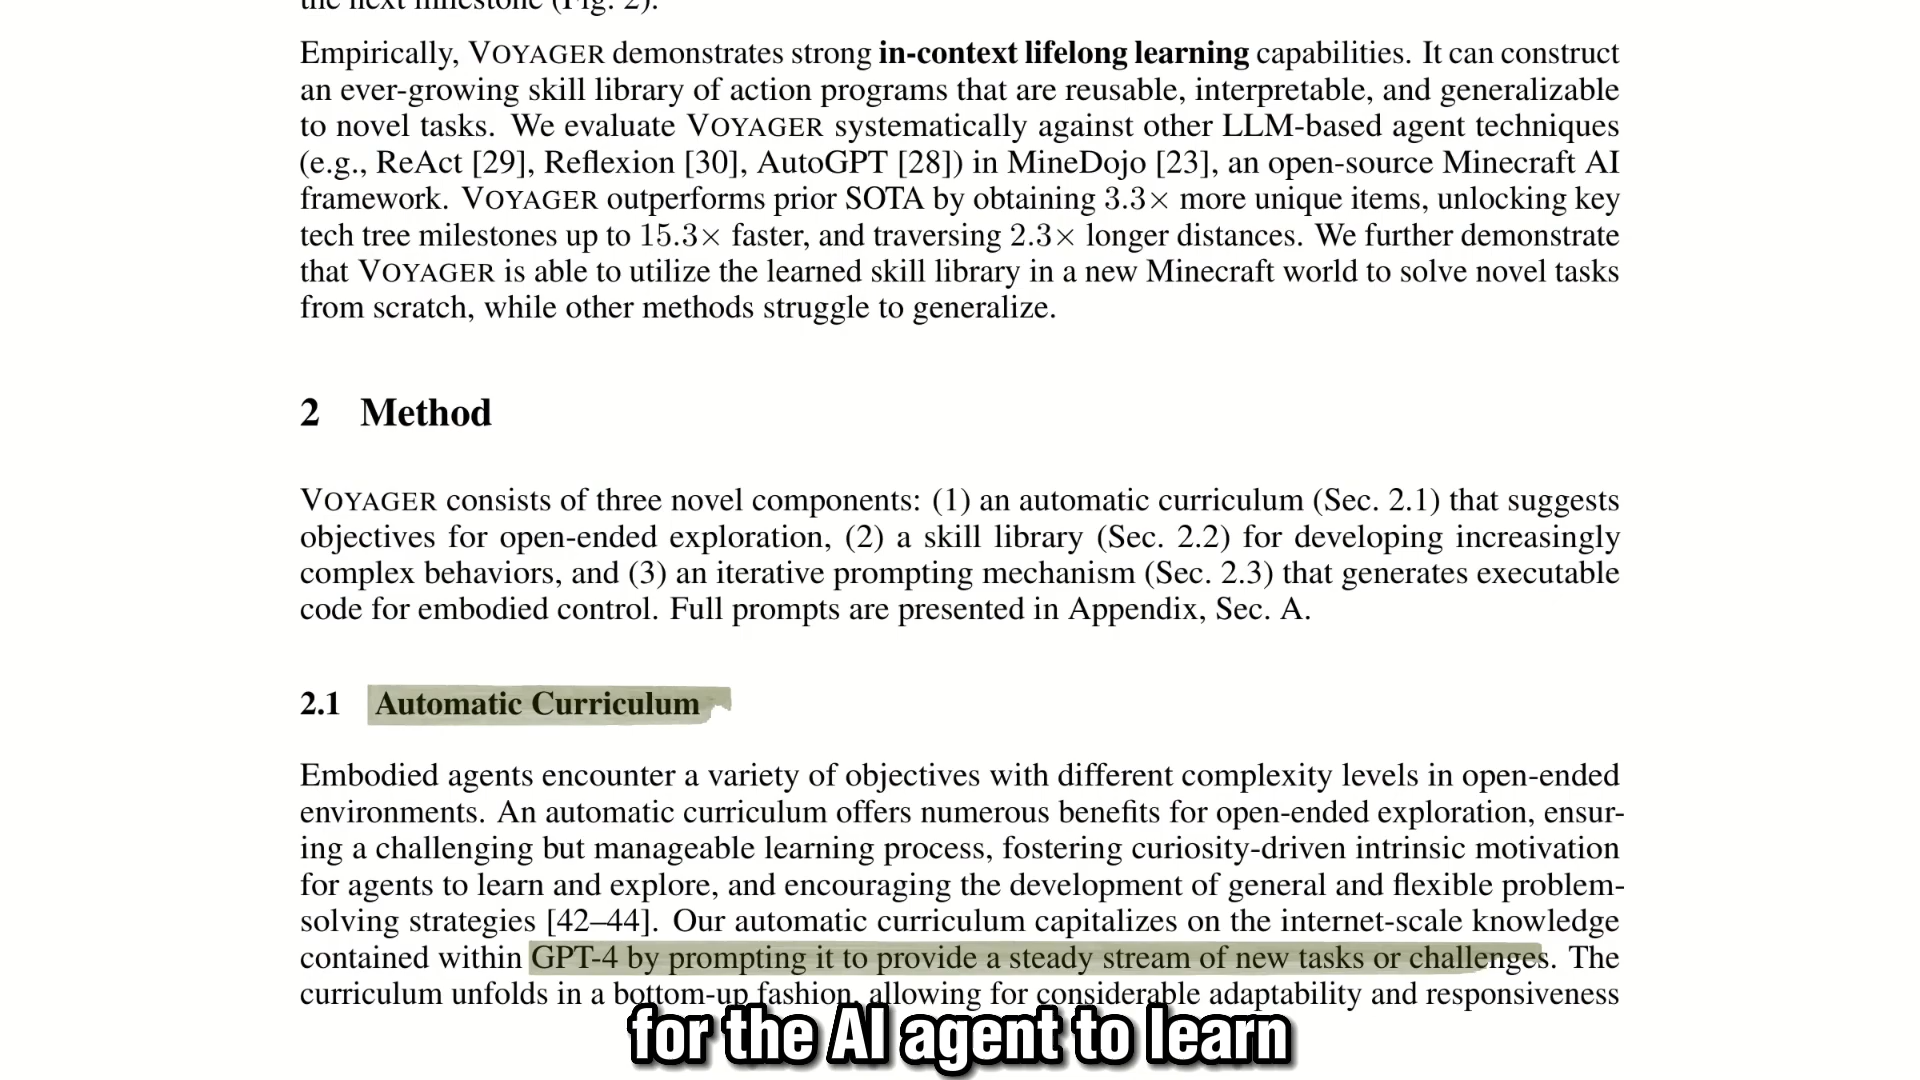 the next milestone (Fig. 2).
Empirically, VOYAGER demonstrates strong in-context lifelong learning capabilities. It can construct
an ever-growing skill library of action programs that are reusable, interpretable, and generalizable
to novel tasks. We evaluate VOYAGER systematically against other LLM-based agent techniques
(e.g., ReAct [29], Reflexion [30], AutoGPT [28]) in MineDojo [23], an open-source Minecraft AI
framework. VOYAGER outperforms prior SOTA by obtaining 3.3× more unique items, unlocking key
tech tree milestones up to 15.3× faster, and traversing 2.3× longer distances. We further demonstrate
that VOYAGER is able to utilize the learned skill library in a new Minecraft world to solve novel tasks
from scratch, while other methods struggle to generalize.
2 Method
VOYAGER consists of three novel components: (1) an automatic curriculum (Sec. 2.1) that suggests
objectives for open-ended exploration, (2) a skill library (Sec. 2.2) for developing increasingly
complex behaviors, and (3) an iterative prompting mechanism (Sec. 2.3) that generates executable
code for embodied control. Full prompts are presented in Appendix, Sec. A.
2.1 Automatic Curriculum
Embodied agents encounter a variety of objectives with different complexity levels in open-ended
environments. An automatic curriculum offers numerous benefits for open-ended exploration, ensur-
ing a challenging but manageable learning process, fostering curiosity-driven intrinsic motivation
for agents to learn and explore, and encouraging the development of general and flexible problem-
solving strategies [42–44]. Our automatic curriculum capitalizes on the internet-scale knowledge
contained within GPT-4 by prompting it to provide a steady stream of new tasks or challenges. The
curriculum unfolds in a bottom-up fashion, allowing for considerable adaptability and responsiveness
for the AI agent to learn